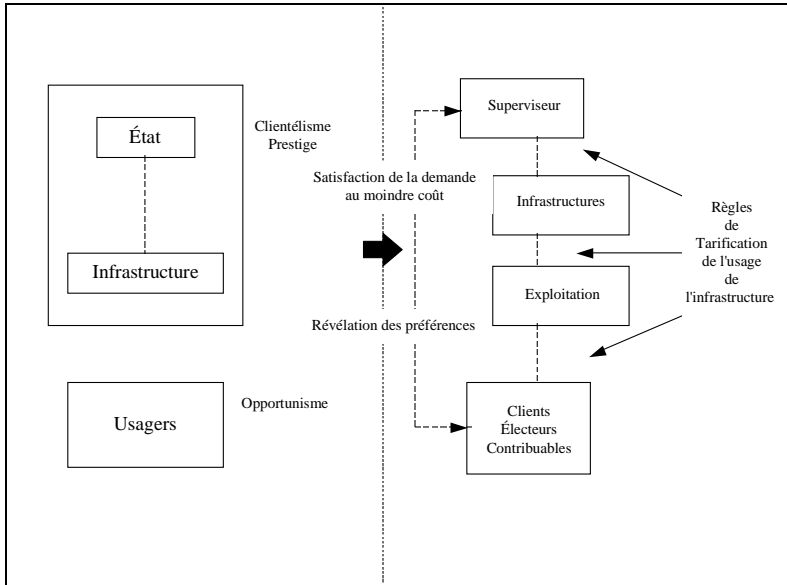 État
Clientélisme
Prestige
Infrastructure
Usagers
Opportunisme
Superviseur
Satisfaction de la demande
au moindre coût
Infrastructures
Exploitation
Révélation des préférences
Clients
Électeurs
Contribuables
Règles
de
Tarification
de l'usage
de
l'infrastructure